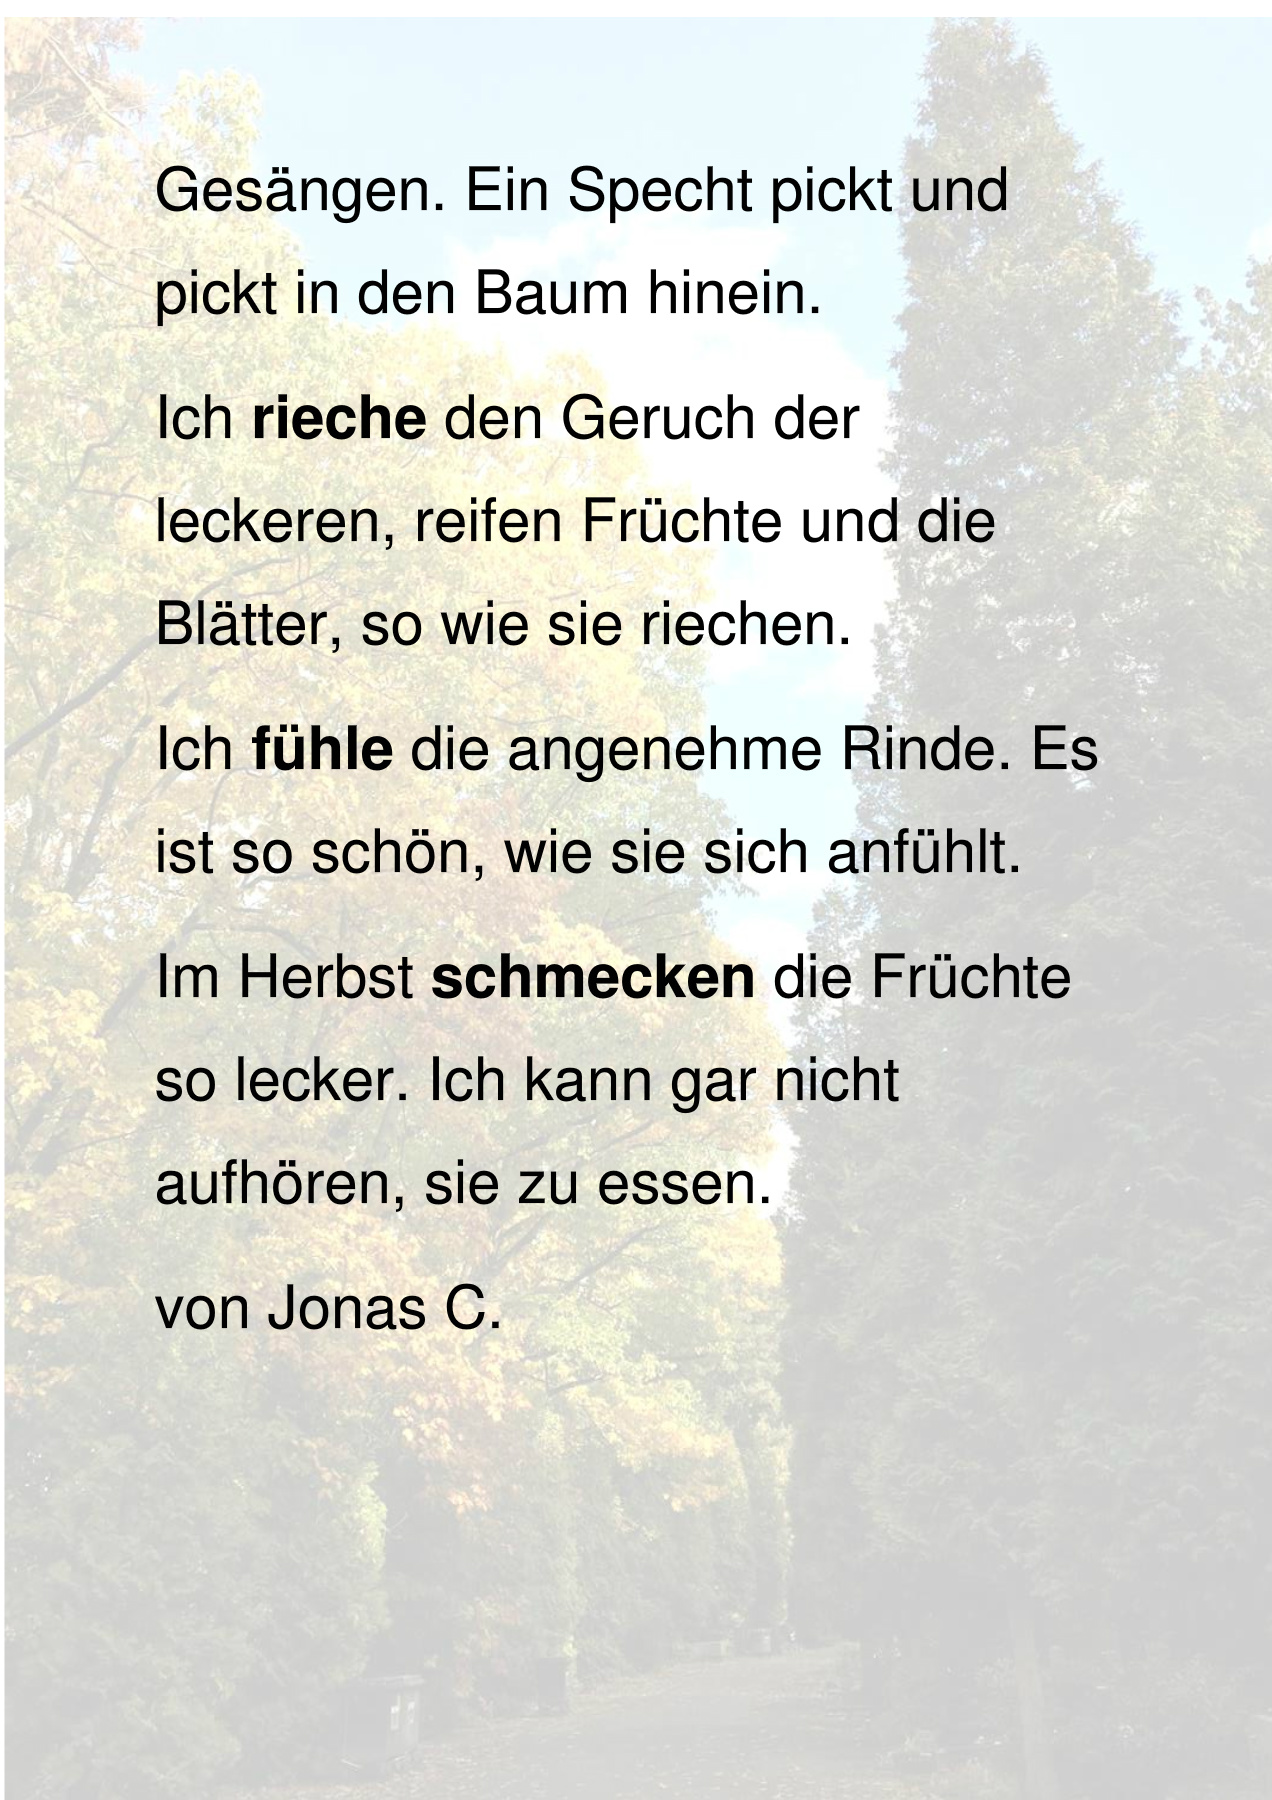 Gesängen. Ein Specht pickt und
pickt in den Baum hinein.
Ich rieche den Geruch der
leckeren, reifen Früchte und die
Blätter, so wie sie riechen.
Ich fühle die angenehme Rinde. Es
ist so schön, wie sie sich anfühlt.
Im Herbst schmecken die Früchte
so lecker. Ich kann gar nicht
aufhören, sie zu essen.
von Jonas C.